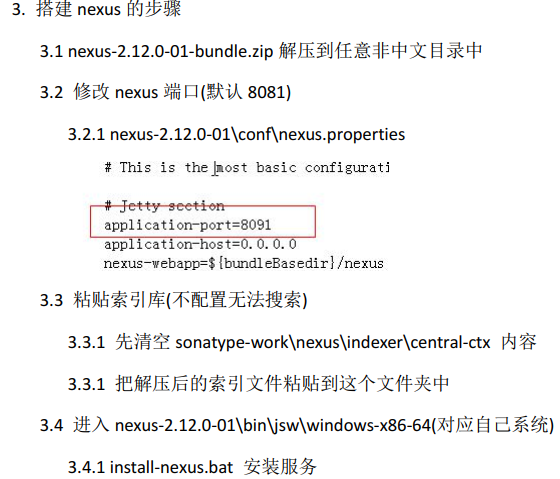 3. 搭建 nexus 的步骤
3.1 nexus-2.12.0-01-bundle.zip 解压到任意非中文目录中
3.2 修改 nexus 端口(默认 8081)
3.2.1 nexus-2.12.0-01\conf\nexus.properties
# This is the most basic configurati
# Jetty section
application-port=8091
application-host=0.0.0.0
nexus-webapp=${bundleBasedir}/nexus
3.3 粘贴索引库(不配置无法搜索)
3.3.1 先清空 sonatype-work\nexus\indexer\central-ctx 内容
3.3.1 把解压后的索引文件粘贴到这个文件夹中
3.4 进入 nexus-2.12.0-01\bin\jsw\windows-x86-64(对应自己系统)
3.4.1 install-nexus.bat 安装服务